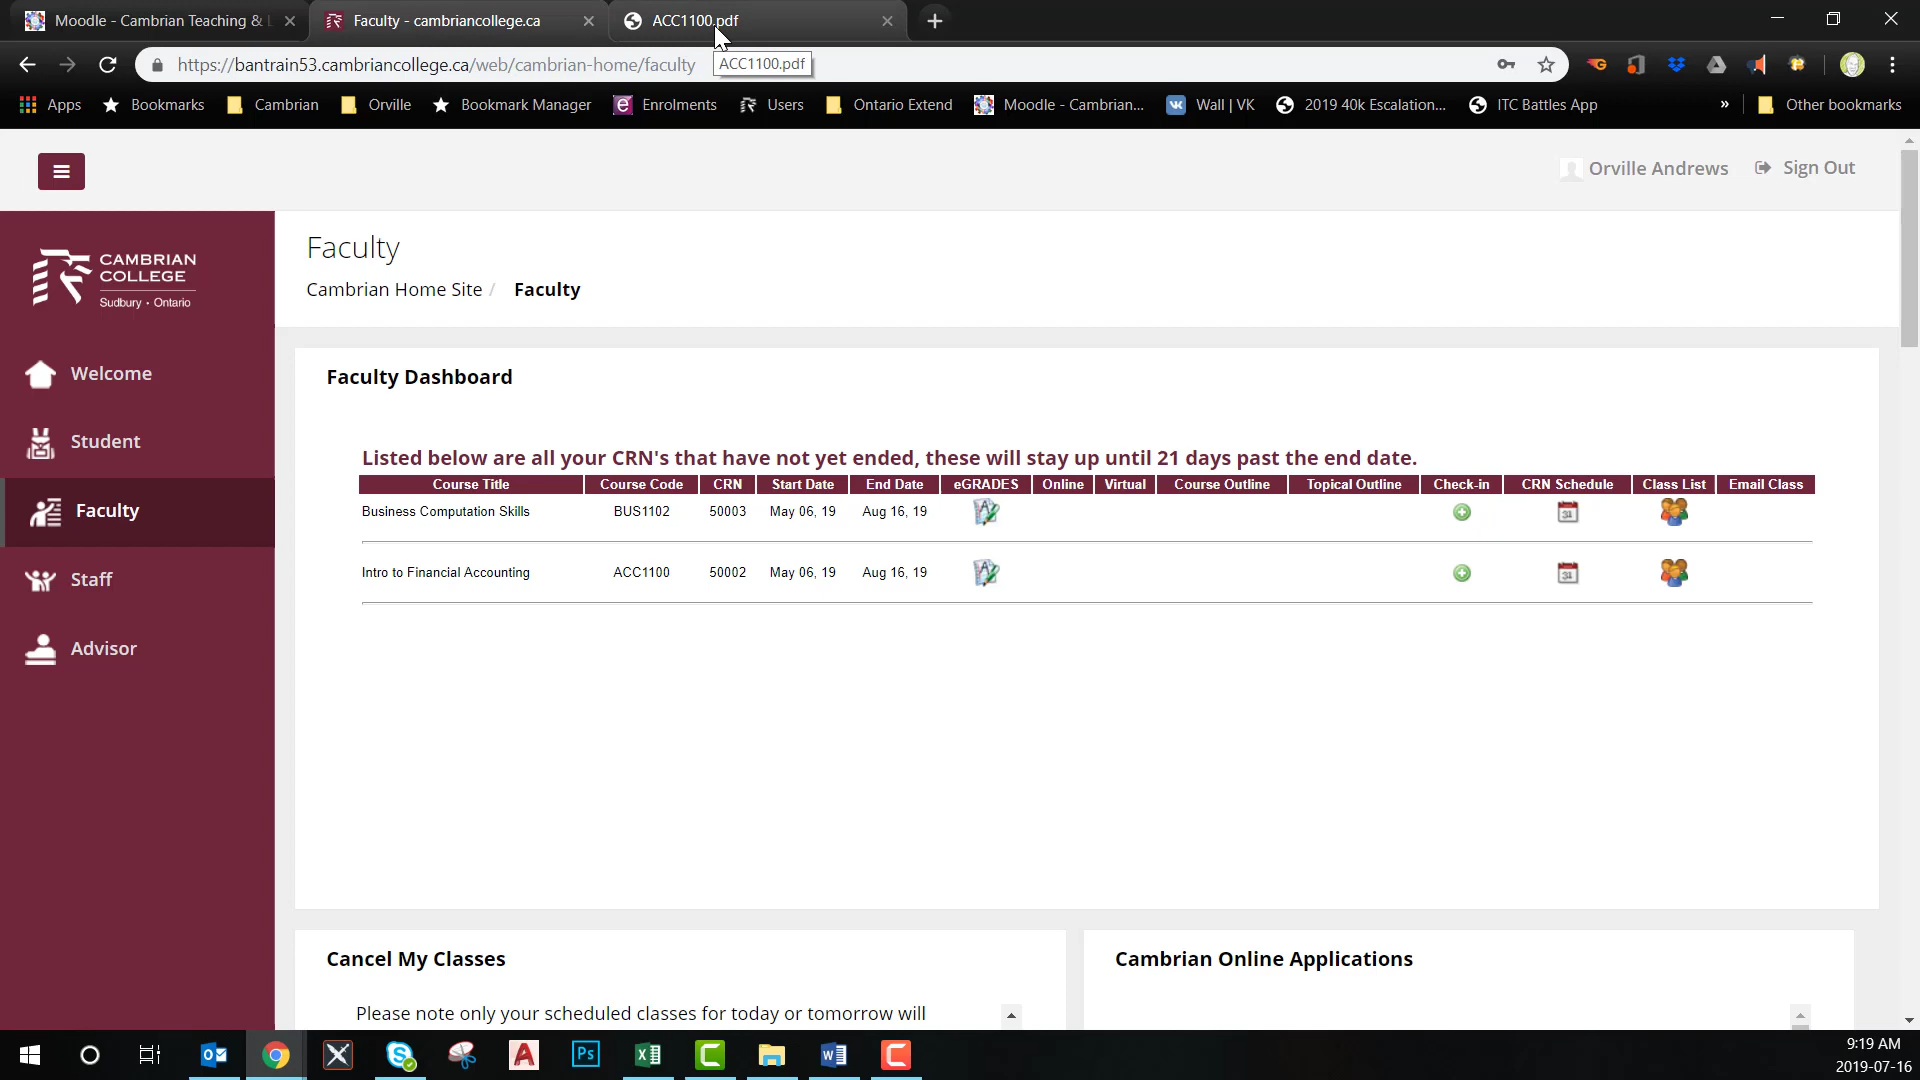 Moodle - Cambrian Teaching & L
Faculty - cambriancollege.ca
ACC1100.pdf
https://bantrain53.cambriancollege.ca/web/cambrian-home/faculty
ACC1100.pdf
Apps
Bookmarks
Cambrian
Orville
Bookmark Manager
Enrolments
Users
Ontario Extend
Moodle - Cambrian...
Wall | VK
2019 40k Escalation...
ITC Battles App
»
Other bookmarks
Orville Andrews
Sign Out
CAMBRIAN
COLLEGE
Sudbury • Ontario
Welcome
Student
Faculty
Staff
Advisor
Faculty
Cambrian Home Site / Faculty
Faculty Dashboard
Listed below are all your CRN's that have not yet ended, these will stay up until 21 days past the end date.
Course Title Course Code CRN Start Date End Date eGRADES Online Virtual Course Outline Topical Outline Check-in CRN Schedule Class List Email Class
Business Computation Skills BUS1102 50003 May 06, 19 Aug 16, 19
Intro to Financial Accounting ACC1100 50002 May 06, 19 Aug 16, 19
Cancel My Classes
Please note only your scheduled classes for today or tomorrow will
Cambrian Online Applications
9:19 AM
2019-07-16